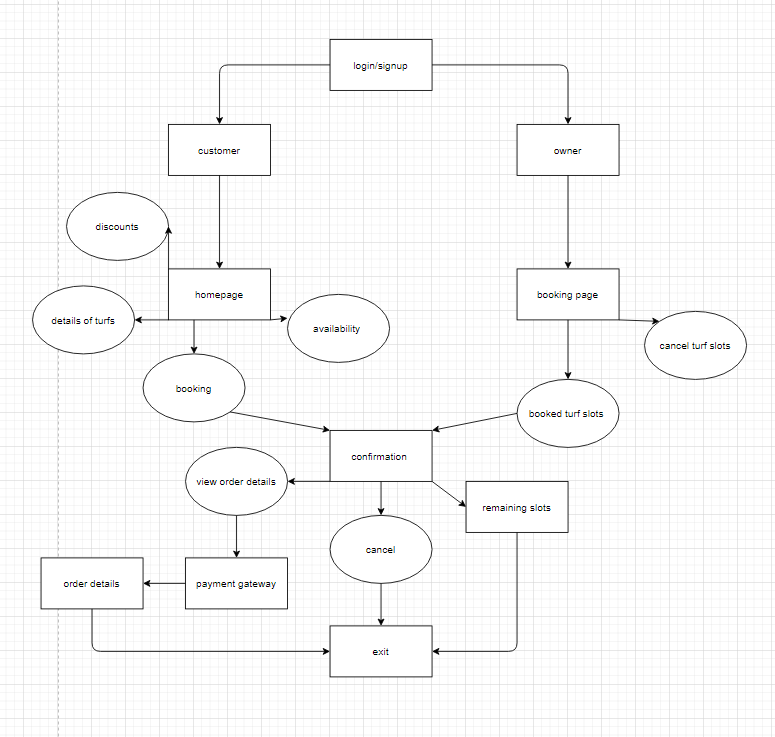 login/signup
customer
owner
discounts
homepage
booking page
details of turfs
availability
cancel turf slots
booking
booked turf slots
confirmation
view order details
remaining slots
cancel
order details
payment gateway
exit